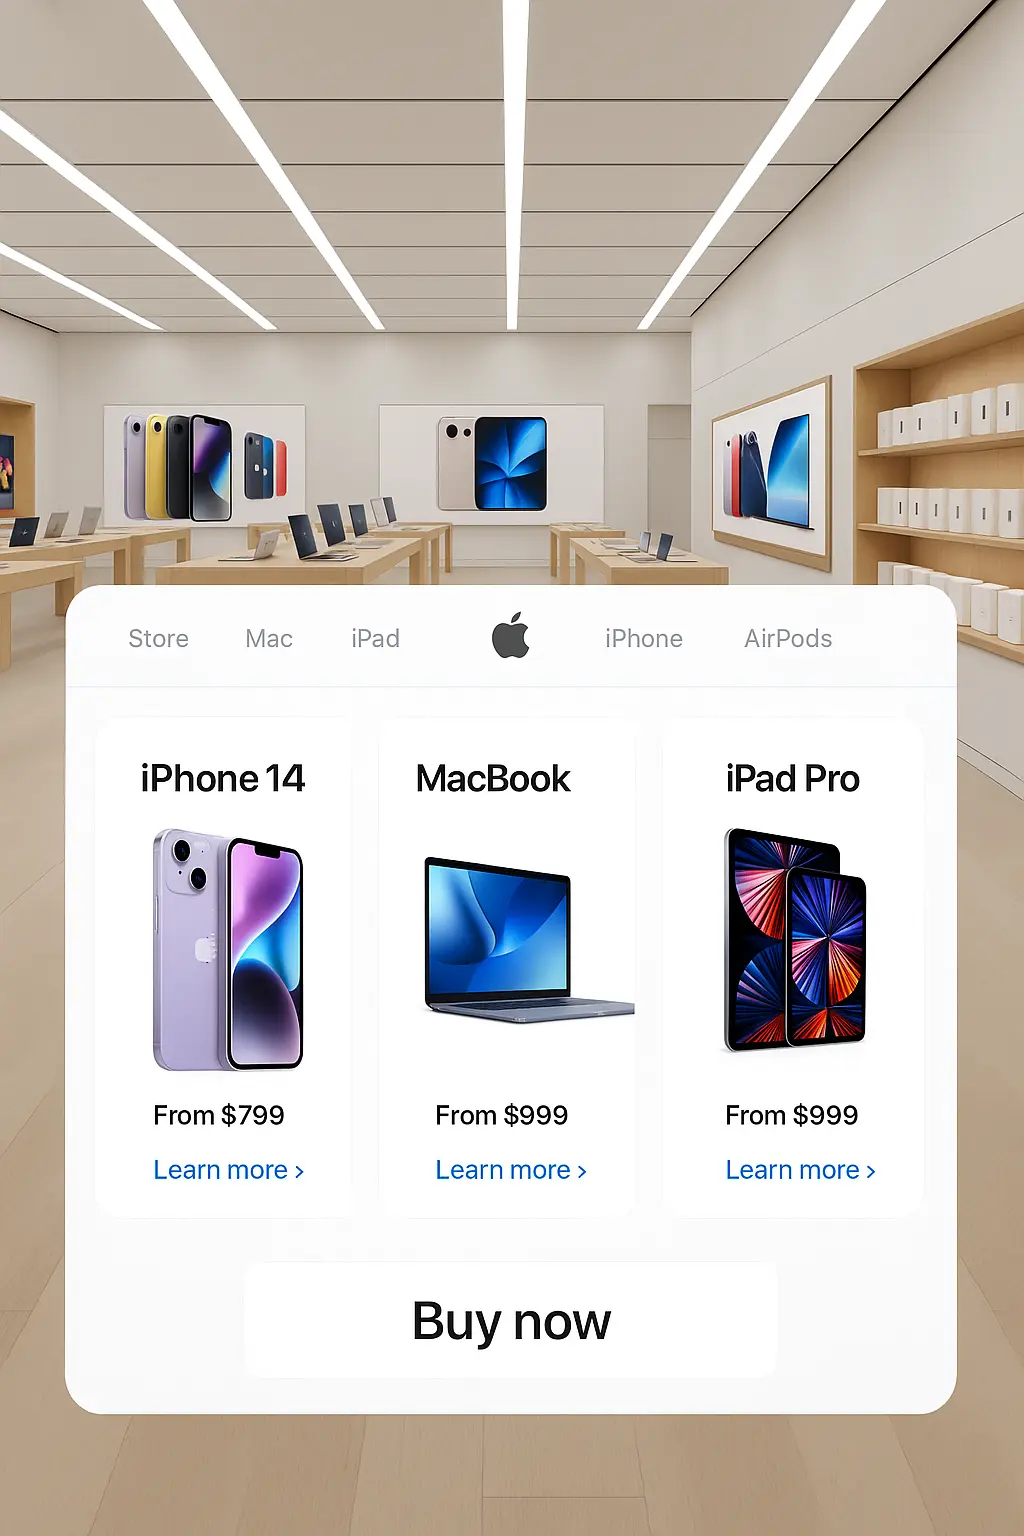 Store Mac iPad iPhone AirPods
iPhone 14
MacBook
iPad Pro
From $799
From $999
From $999
Learn more >
Learn more >
Learn more >
Buy now